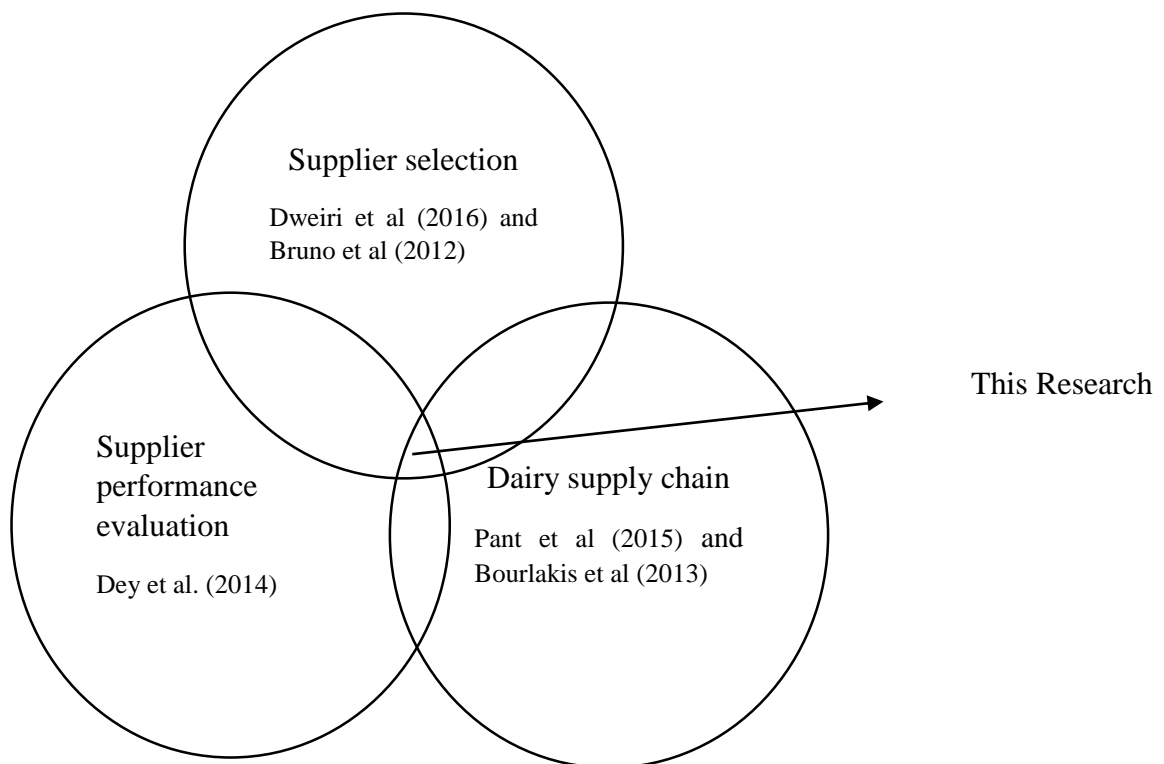 Supplier selection
Dweiri et al (2016) and
Bruno et al (2012)
This Research
Supplier
performance
evaluation
Dey et al. (2014)
Dairy supply chain
Pant et al (2015) and
Bourlakis et al (2013)